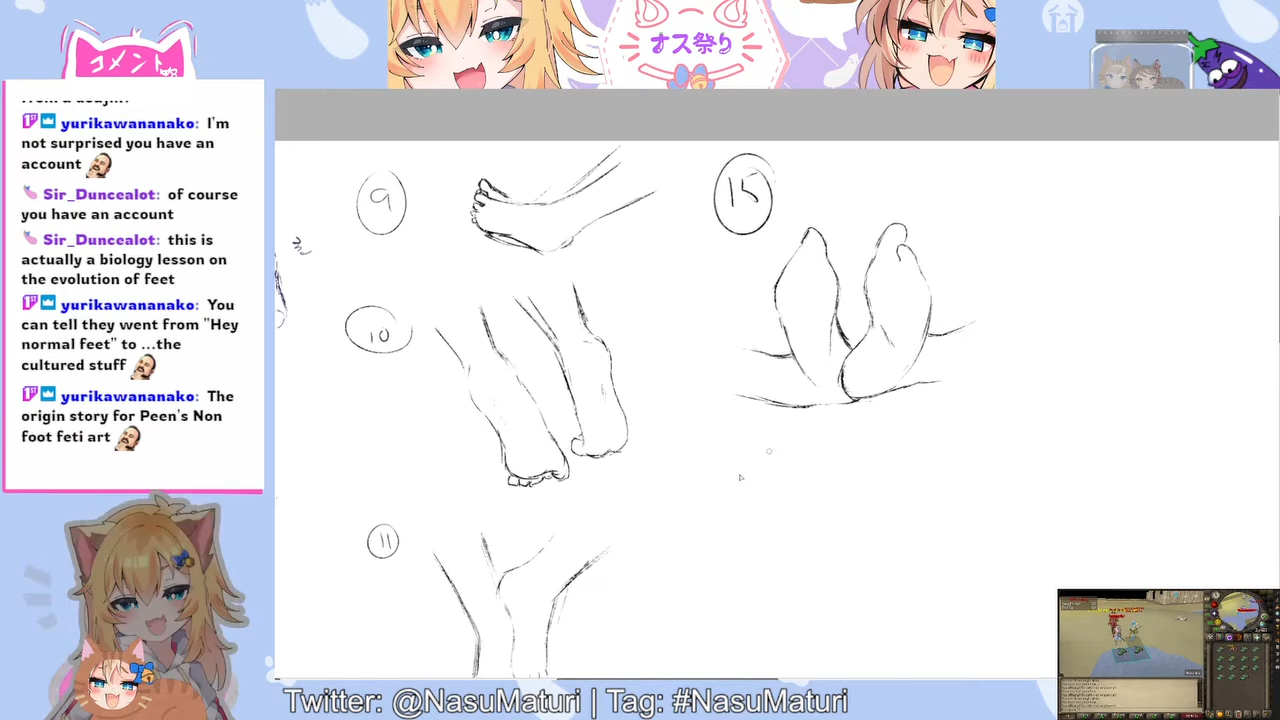 コメント
オス祭り
yurikawananako: I'm
not surprised you have an
account
Sir_Duncealot: of course
you have an account
Sir_Duncealot: this is
actually a biology lesson on
the evolution of feet
yurikawananako: You
can tell they went from "Hey
normal feet" to ...the
cultured stuff
yurikawananako: The
origin story for Peen's Non
foot feti art
9
15
10
11
Twitter @NasuMaturi | Tag: #NasuMaturi